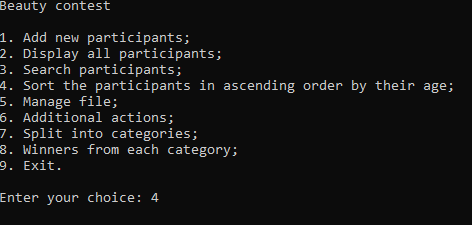 Beauty contest
1. Add new participants;
2. Display all participants;
3. Search participants;
4. Sort the participants in ascending order by their age;
5. Manage file;
6. Additional actions;
7. Split into categories;
8. Winners from each category;
9. Exit.
Enter your choice: 4